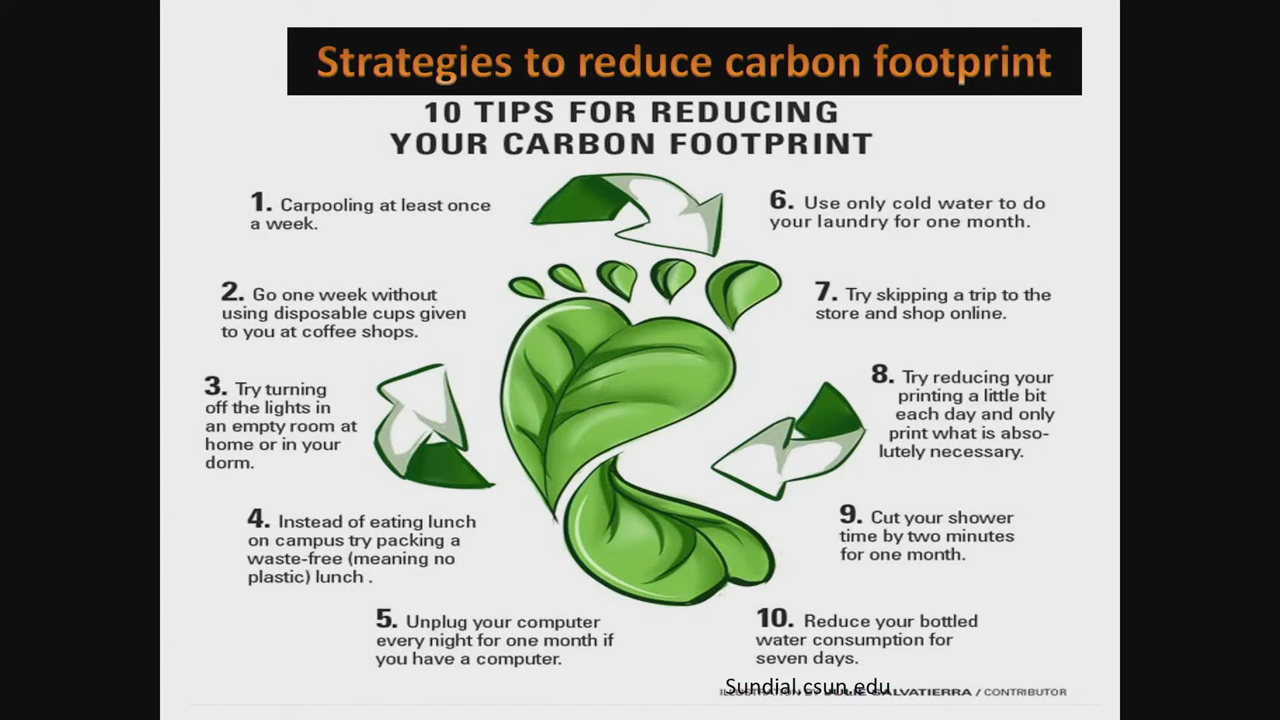 Strategies to reduce carbon footprint
10 TIPS FOR REDUCING
YOUR CARBON FOOTPRINT
1. Carpooling at least once
a week.
2. Go one week without
using disposable cups given
to you at coffee shops.
3. Try turning
off the lights in
an empty room at
home or in your
dorm.
4. Instead of eating lunch
on campus try packing a
waste-free (meaning no
plastic) lunch .
5. Unplug your computer
every night for one month if
you have a computer.
6. Use only cold water to do
your laundry for one month.
7. Try skipping a trip to the
store and shop online.
8. Try reducing your
printing a little bit
each day and only
print what is abso-
lutely necessary.
9. Cut your shower
time by two minutes
for one month.
10. Reduce your bottled
water consumption for
seven days.
Sundial.csun.edu
ILLUSTRATION BY JULIE SALVATIERRA / CONTRIBUTOR